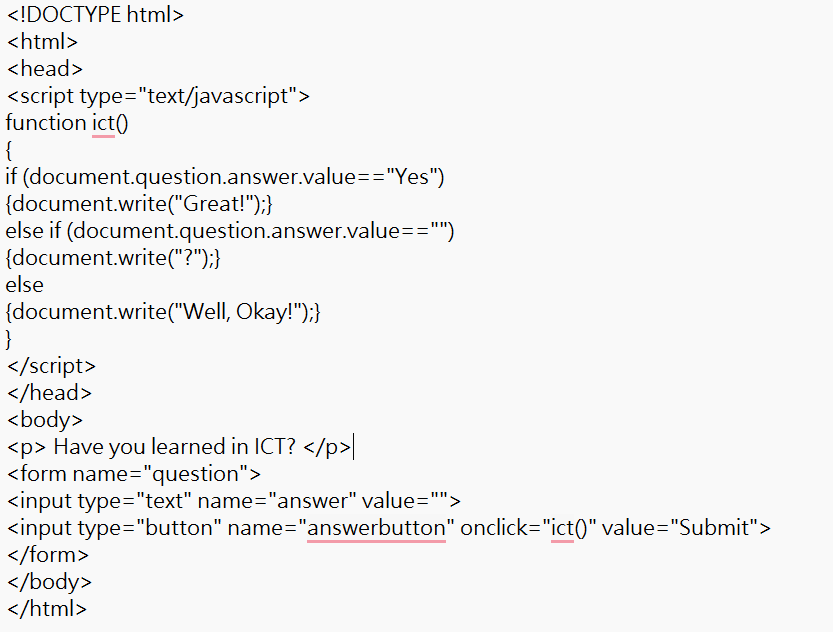 <!DOCTYPE html>
<html>
<head>
<script type="text/javascript">
function ict()
{
if (document.question.answer.value=="Yes")
{document.write("Great!");}
else if (document.question.answer.value=="")
{document.write("?");}
else
{document.write("Well, Okay!");}
}
</script>
</head>
<body>
<p> Have you learned in ICT? </p>
<form name="question">
<input type="text" name="answer" value="">
<input type="button" name="answerbutton" onclick="ict()" value="Submit">
</form>
</body>
</html>